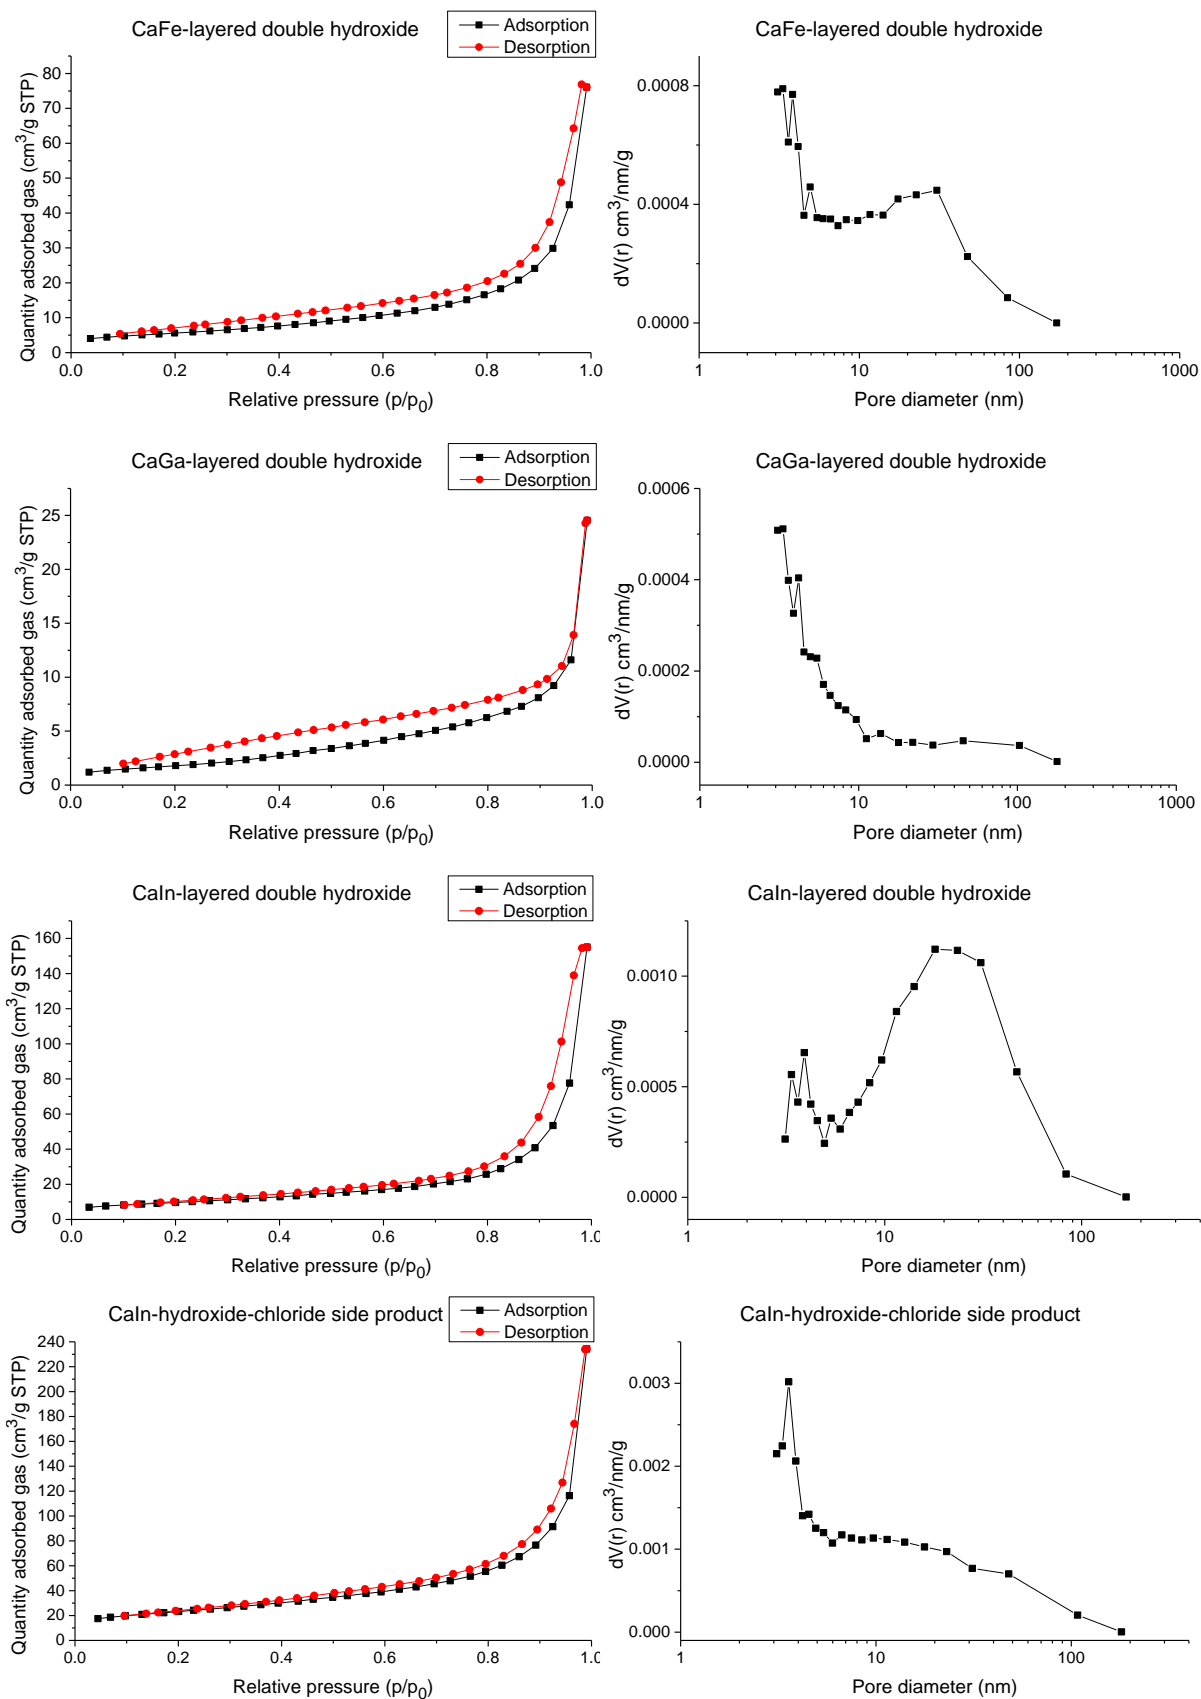 CaFe-layered double hydroxide
Adsorption
Desorption
Quantity adsorbed gas (cm³/g STP)
80
70
60
50
40
30
20
10
0
0.0 0.2 0.4 0.6 0.8 1.0
Relative pressure (p/p₀)
CaFe-layered double hydroxide
dV(r) cm³/nm/g
0.0008
0.0004
0.0000
1 10 100 1000
Pore diameter (nm)
CaGa-layered double hydroxide
Adsorption
Desorption
Quantity adsorbed gas (cm³/g STP)
25
20
15
10
5
0
0.0 0.2 0.4 0.6 0.8 1.0
Relative pressure (p/p₀)
CaGa-layered double hydroxide
dV(r) cm³/nm/g
0.0006
0.0004
0.0002
0.0000
1 10 100 1000
Pore diameter (nm)
CaIn-layered double hydroxide
Adsorption
Desorption
Quantity adsorbed gas (cm³/g STP)
160
140
120
100
80
60
40
20
0
0.0 0.2 0.4 0.6 0.8 1.0
Relative pressure (p/p₀)
CaIn-layered double hydroxide
dV(r) cm³/nm/g
0.0010
0.0005
0.0000
1 10 100
Pore diameter (nm)
CaIn-hydroxide-chloride side product
Adsorption
Desorption
Quantity adsorbed gas (cm³/g STP)
240
220
200
180
160
140
120
100
80
60
40
20
0
0.0 0.2 0.4 0.6 0.8 1.0
Relative pressure (p/p₀)
CaIn-hydroxide-chloride side product
dV(r) cm³/nm/g
0.003
0.002
0.001
0.000
1 10 100
Pore diameter (nm)